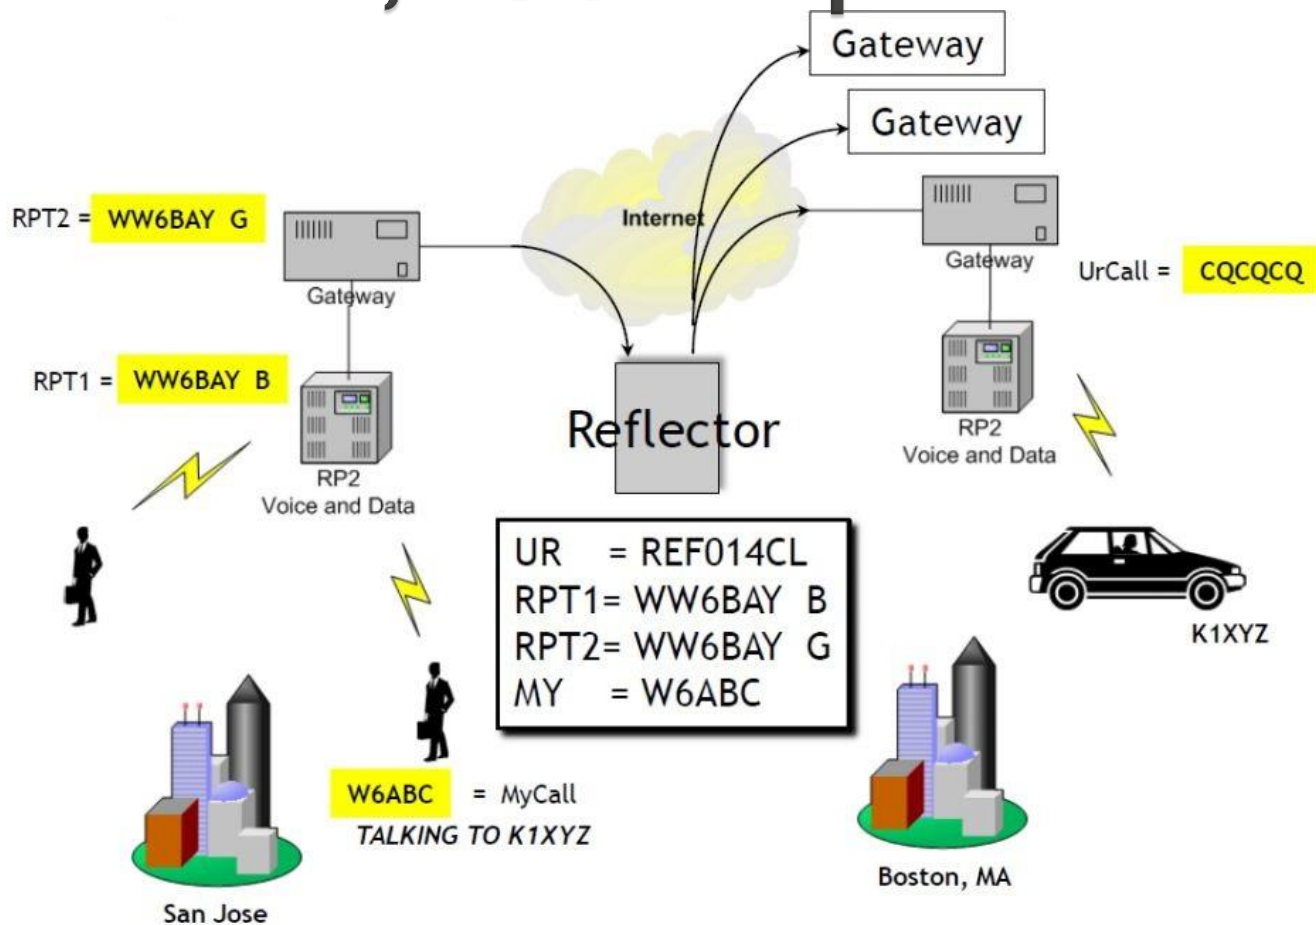 Gateway
Gateway
RPT2 = WW6BAY G
Internet
Gateway
Gateway
UrCall = CQCQCQ
RPT1 = WW6BAY B
Reflector
RP2
Voice and Data
RP2
Voice and Data
UR = REF014CL
RPT1= WW6BAY B
RPT2= WW6BAY G
MY = W6ABC
K1XYZ
W6ABC = MyCall
TALKING TO K1XYZ
Boston, MA
San Jose